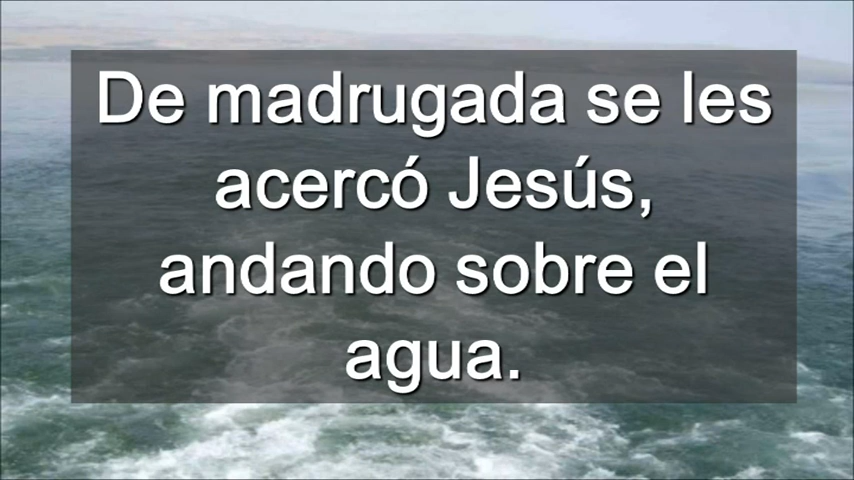 De madrugada se les
acercó Jesús,
andando sobre el
agua.